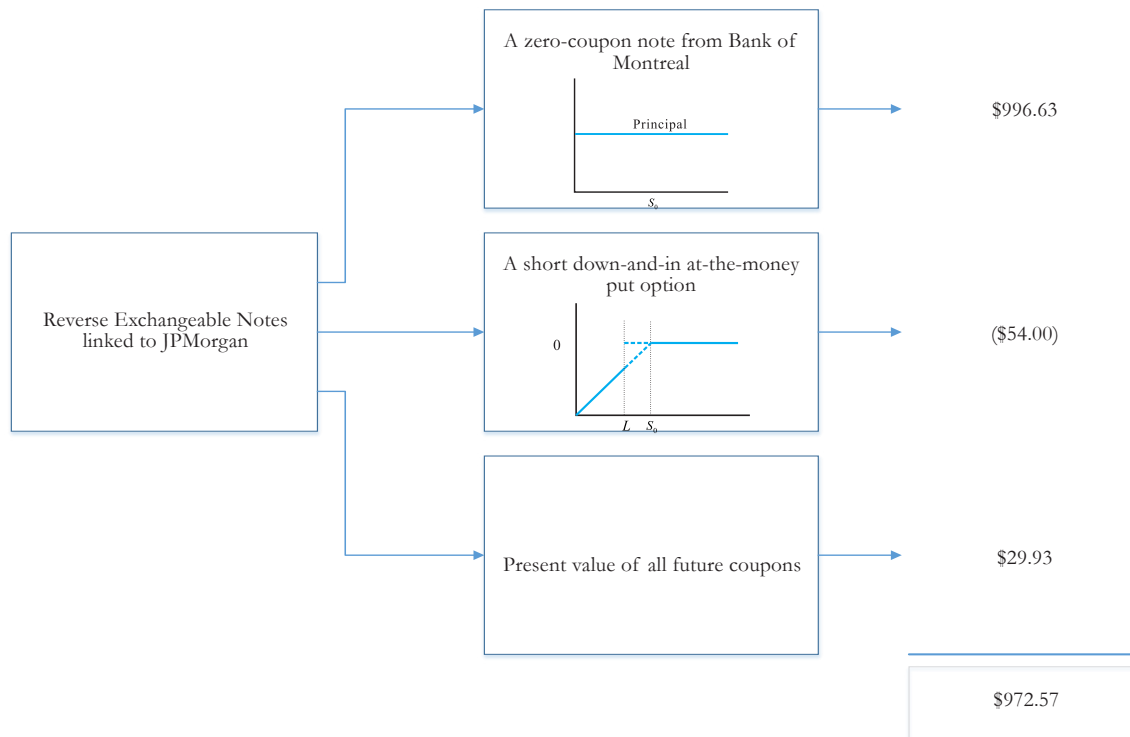 A zero-coupon note from Bank of
Montreal
Principal
S₀
$996.63
Reverse Exchangeable Notes
linked to JPMorgan
A short down-and-in at-the-money
put option
0
L S₀
($54.00)
Present value of all future coupons
$29.93
$972.57